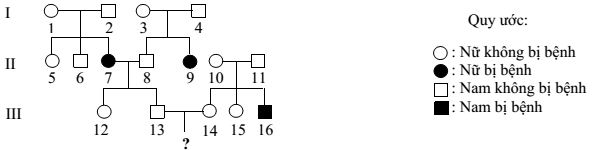 I
1 2 3 4
Quy ước:
II
5 6 7 8 9 10 11
: Nữ không bị bệnh
: Nữ bị bệnh
: Nam không bị bệnh
: Nam bị bệnh
III
12 13 14 15 16
?